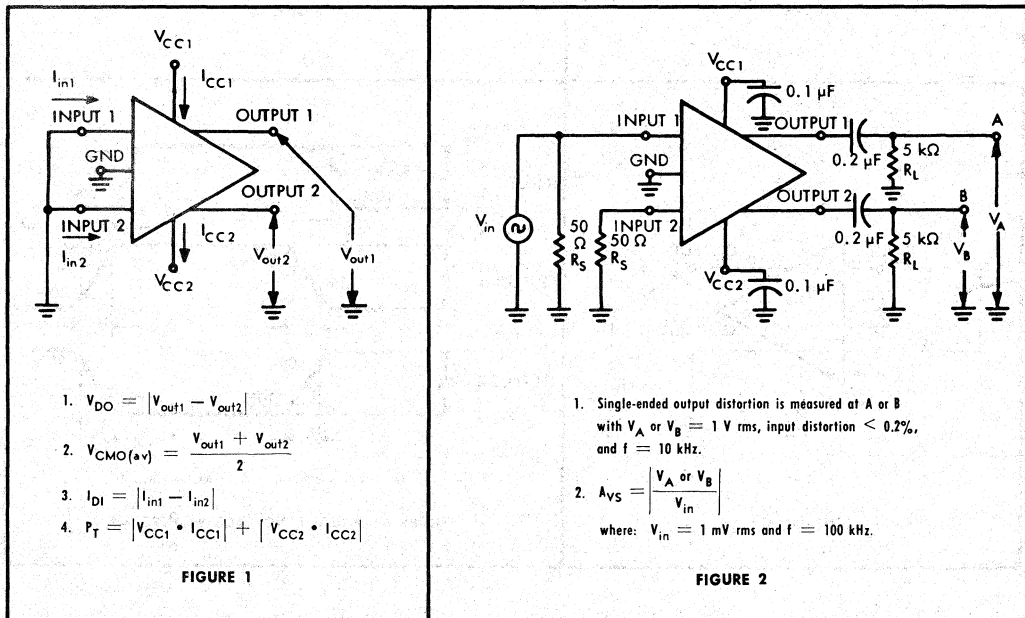 V_CC1
I_in1
I_CC1
INPUT 1
OUTPUT 1
GND
OUTPUT 2
INPUT 2
I_in2
I_CC2
V_out2
V_out1
V_CC2
1. V_DO = |V_out1 − V_out2|
2. V_CMO(av) = (V_out1 + V_out2) / 2
3. I_DI = |I_in1 − I_in2|
4. P_T = |V_CC1 • I_CC1| + |V_CC2 • I_CC2|
FIGURE 1
V_CC1
0.1 µF
INPUT 1
OUTPUT 1
A
GND
0.2 µF
5 kΩ
R_L
OUTPUT 2
B
V_in
50
Ω
R_S
50
Ω
R_S
INPUT 2
0.2 µF
5 kΩ
R_L
V_B
V_A
V_CC2
0.1 µF
1. Single-ended output distortion is measured at A or B
with V_A or V_B = 1 V rms, input distortion < 0.2%,
and f = 10 kHz.
2. A_VS = |V_A or V_B / V_in|
where: V_in = 1 mV rms and f = 100 kHz.
FIGURE 2